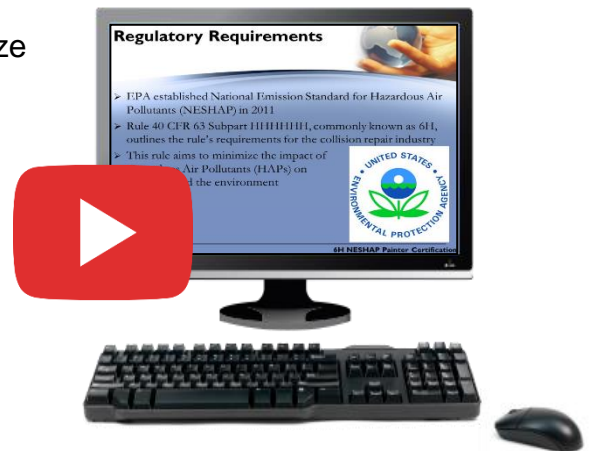 ze
Regulatory Requirements
➢ EPA established National Emission Standard for Hazardous Air
Pollutants (NESHAP) in 2011
➢ Rule 40 CFR 63 Subpart HHHHHH, commonly known as 6H,
outlines the rule's requirements for the collision repair industry
➢ This rule aims to minimize the impact of
Air Pollutants (HAPs) on
the environment
UNITED STATES
ENVIRONMENTAL PROTECTION AGENCY
6H NESHAP Painter Certification